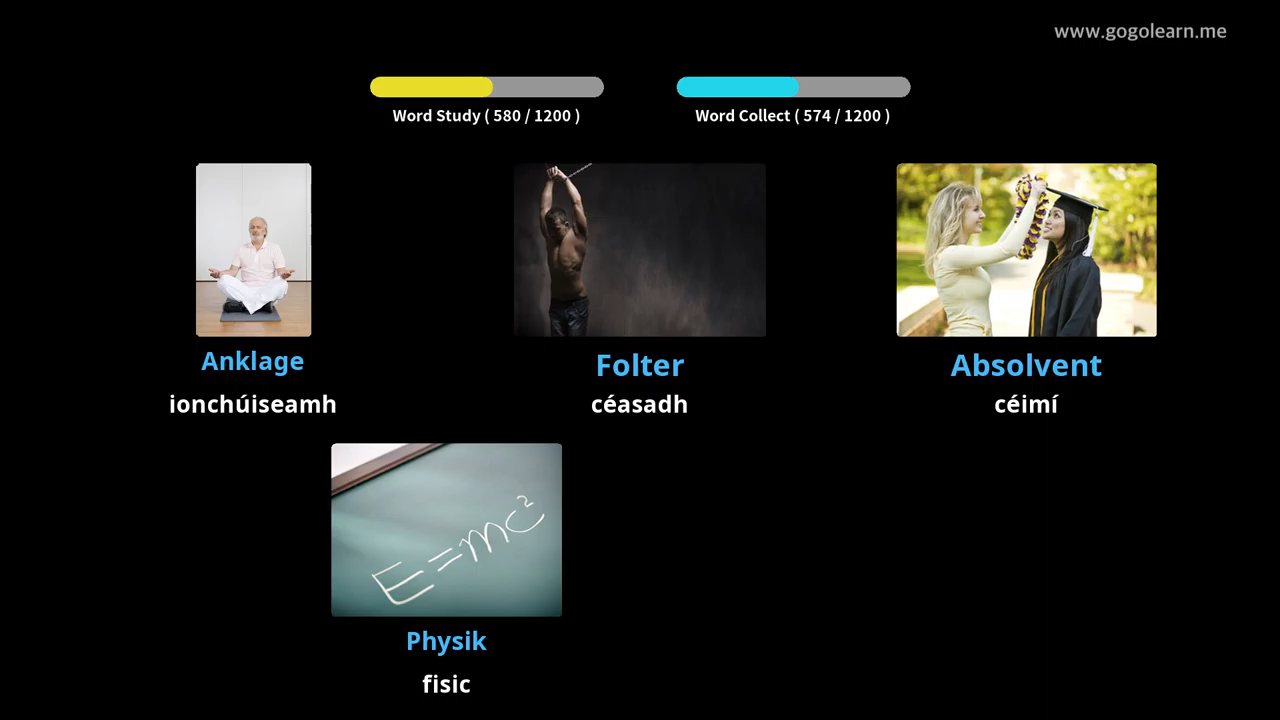 www.gogolearn.me
Word Study ( 580 / 1200 )
Word Collect ( 574 / 1200 )
Anklage
ionchúiseamh
Folter
céasadh
Absolvent
céimí
E=mc²
Physik
fisic